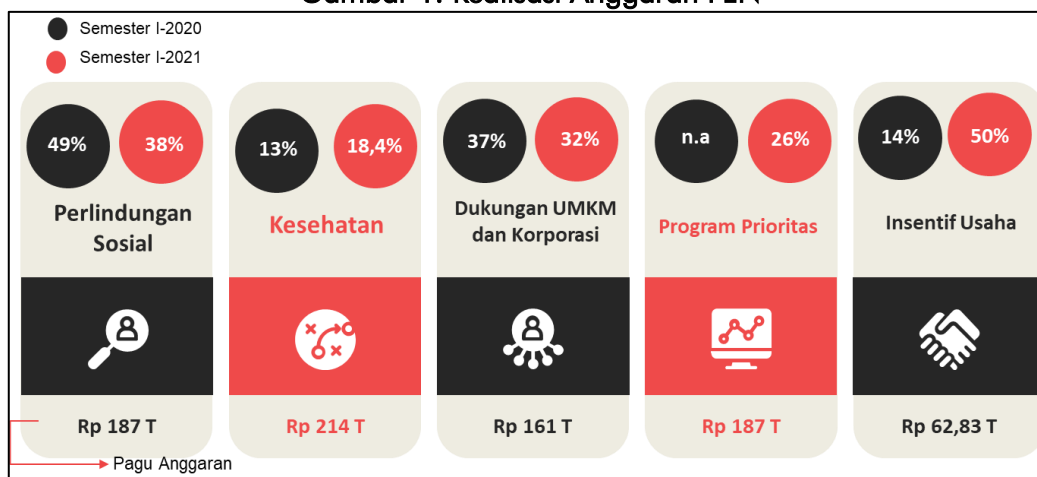 Semester I-2020
Semester I-2021
49%
38%
Perlindungan
Sosial
Rp 187 T
13%
18,4%
Kesehatan
Rp 214 T
37%
32%
Dukungan UMKM
dan Korporasi
Rp 161 T
n.a
26%
Program Prioritas
Rp 187 T
14%
50%
Insentif Usaha
Rp 62,83 T
Pagu Anggaran